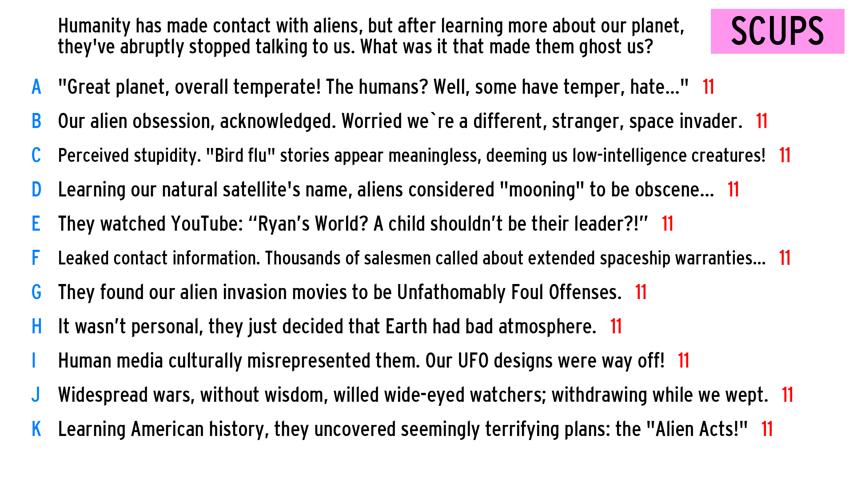 Humanity has made contact with aliens, but after learning more about our planet,
they've abruptly stopped talking to us. What was it that made them ghost us?
SCUPS
A "Great planet, overall temperate! The humans? Well, some have temper, hate..." 11
B Our alien obsession, acknowledged. Worried we`re a different, stranger, space invader. 11
C Perceived stupidity. "Bird flu" stories appear meaningless, deeming us low-intelligence creatures! 11
D Learning our natural satellite's name, aliens considered "mooning" to be obscene... 11
E They watched YouTube: “Ryan’s World? A child shouldn’t be their leader?!” 11
F Leaked contact information. Thousands of salesmen called about extended spaceship warranties... 11
G They found our alien invasion movies to be Unfathomably Foul Offenses. 11
H It wasn’t personal, they just decided that Earth had bad atmosphere. 11
I Human media culturally misrepresented them. Our UFO designs were way off! 11
J Widespread wars, without wisdom, willed wide-eyed watchers; withdrawing while we wept. 11
K Learning American history, they uncovered seemingly terrifying plans: the "Alien Acts!" 11